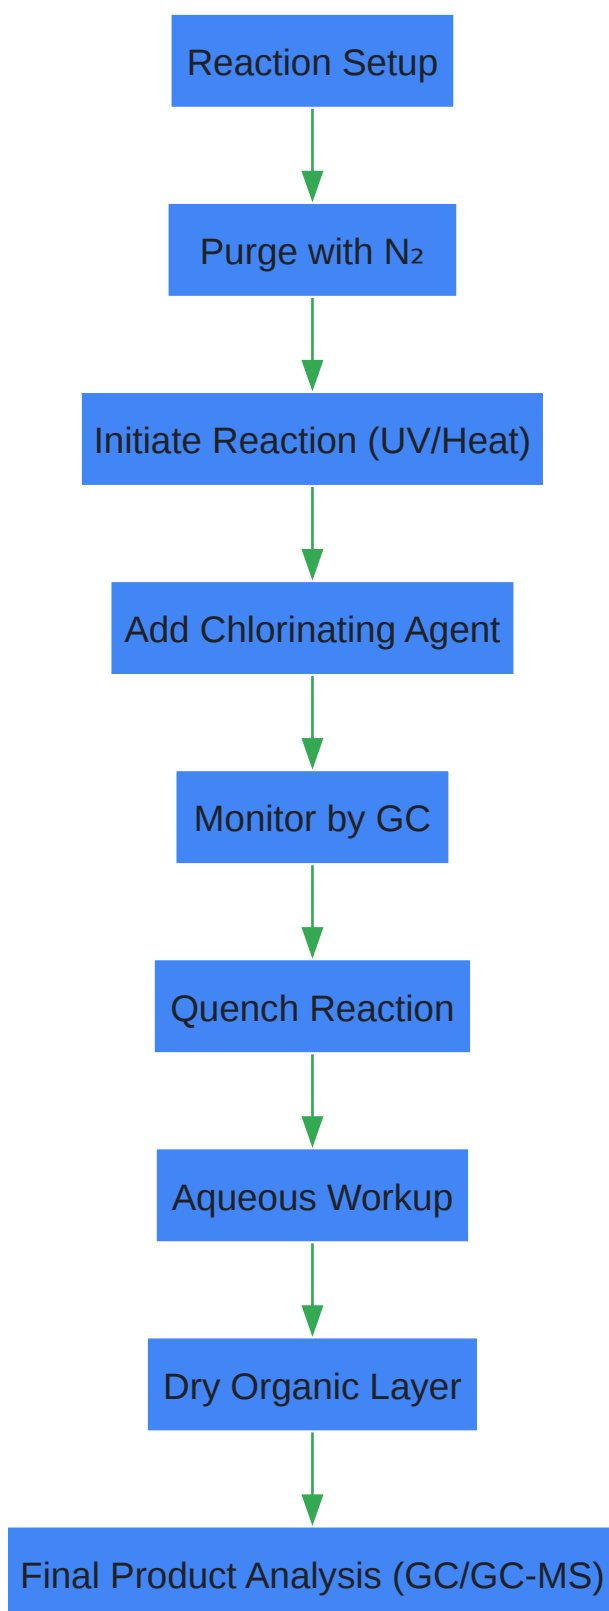 Reaction Setup
Purge with N₂
Initiate Reaction (UV/Heat)
Add Chlorinating Agent
Monitor by GC
Quench Reaction
Aqueous Workup
Dry Organic Layer
Final Product Analysis (GC/GC-MS)